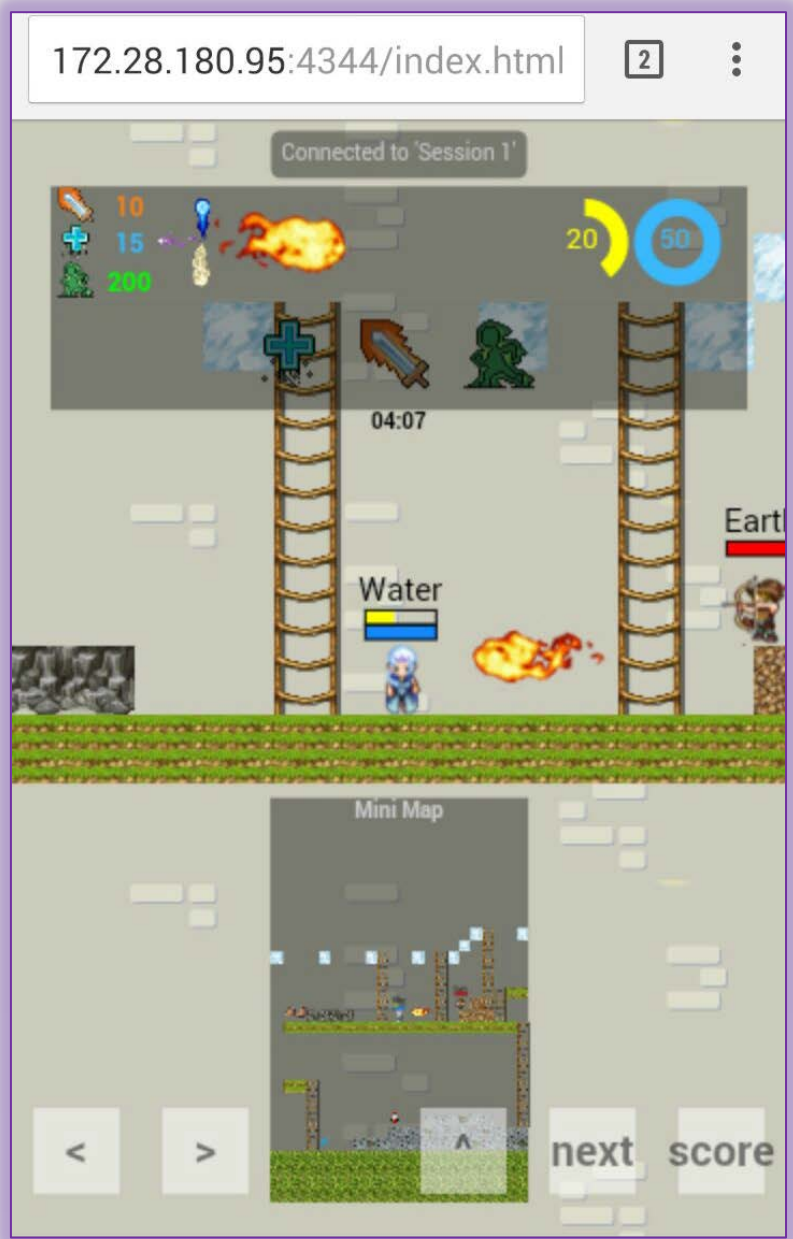 172.28.180.95:4344/index.html 2
Connected to 'Session 1'
10
15
200
20
50
04:07
Eart
Water
Mini Map
< > ^ next score